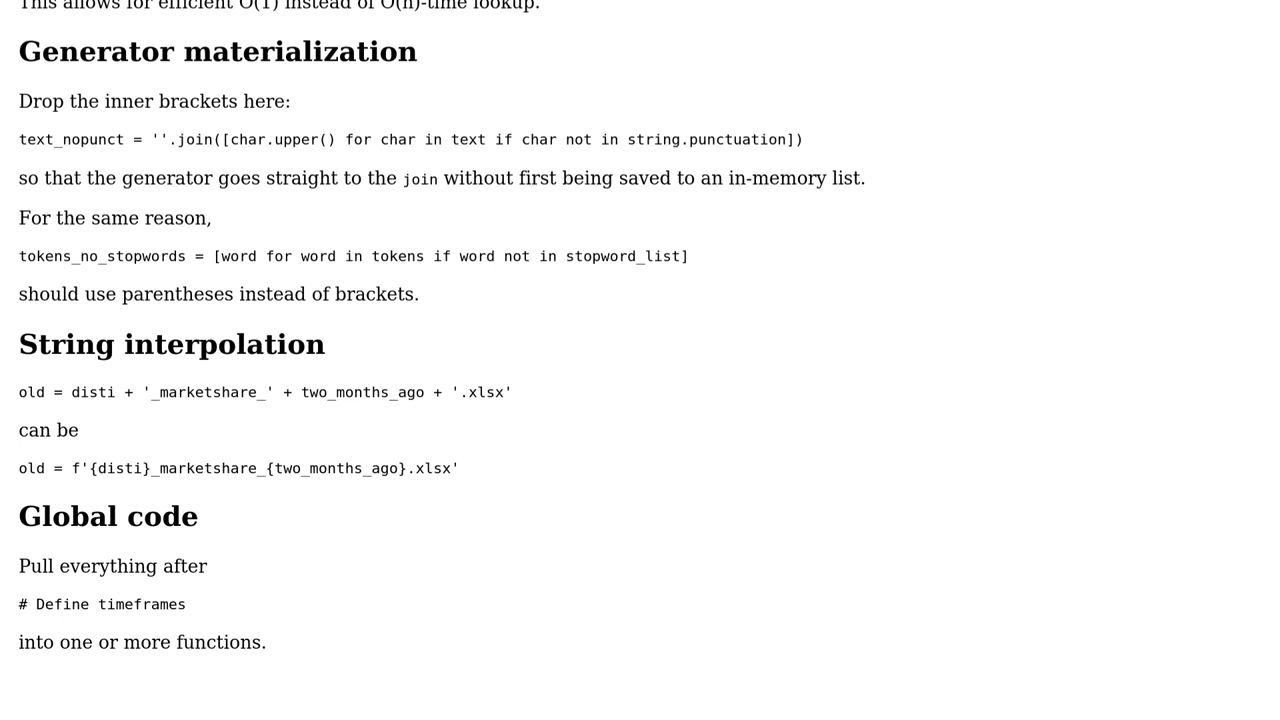 This allows for efficient O(1) instead of O(n)-time lookup.
Generator materialization
Drop the inner brackets here:
text_nopunct = ''.join([char.upper() for char in text if char not in string.punctuation])
so that the generator goes straight to the join without first being saved to an in-memory list.
For the same reason,
tokens_no_stopwords = [word for word in tokens if word not in stopword_list]
should use parentheses instead of brackets.
String interpolation
old = disti + '_marketshare_' + two_months_ago + '.xlsx'
can be
old = f'{disti}_marketshare_{two_months_ago}.xlsx'
Global code
Pull everything after
# Define timeframes
into one or more functions.